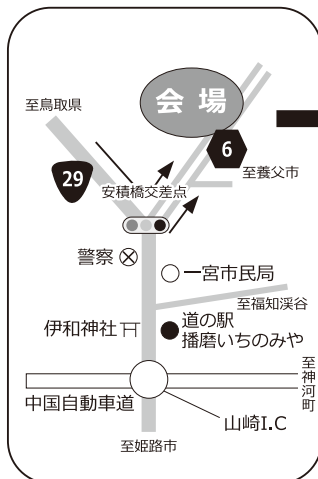 会場
至鳥取県
6
至養父市
29
安積橋交差点
警察
一宮市民局
至福知渓谷
伊和神社
道の駅
播磨いちのみや
至神河町
中国自動車道
山崎I.C
至姫路市